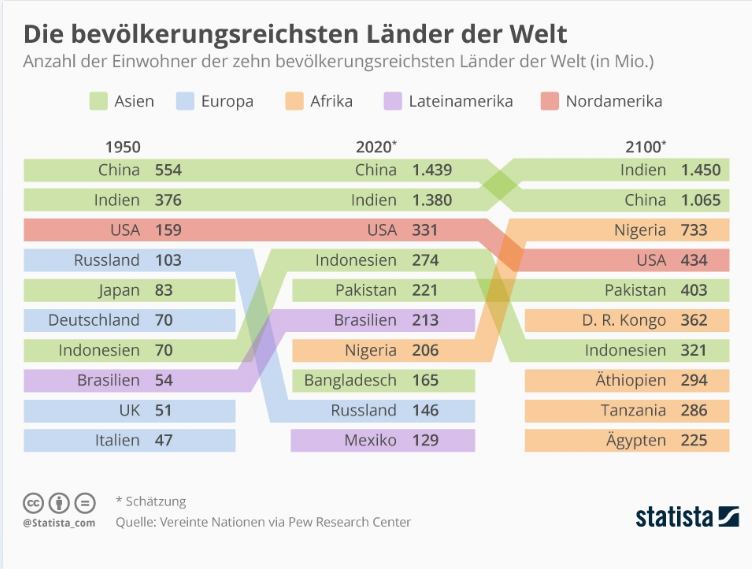 Die bevölkerungsreichsten Länder der Welt
Anzahl der Einwohner der zehn bevölkerungsreichsten Länder der Welt (in Mio.)
Asien Europa Afrika Lateinamerika Nordamerika
1950 2020* 2100*
China 554 China 1.439 Indien 1.450
Indien 376 Indien 1.380 China 1.065
USA 159 USA 331 Nigeria 733
Russland 103 Indonesien 274 USA 434
Japan 83 Pakistan 221 Pakistan 403
Deutschland 70 Brasilien 213 D. R. Kongo 362
Indonesien 70 Nigeria 206 Indonesien 321
Brasilien 54 Bangladesch 165 Äthiopien 294
UK 51 Russland 146 Tanzania 286
Italien 47 Mexiko 129 Ägypten 225
cc
@Statista_com
* Schätzung
Quelle: Vereinte Nationen via Pew Research Center
statista